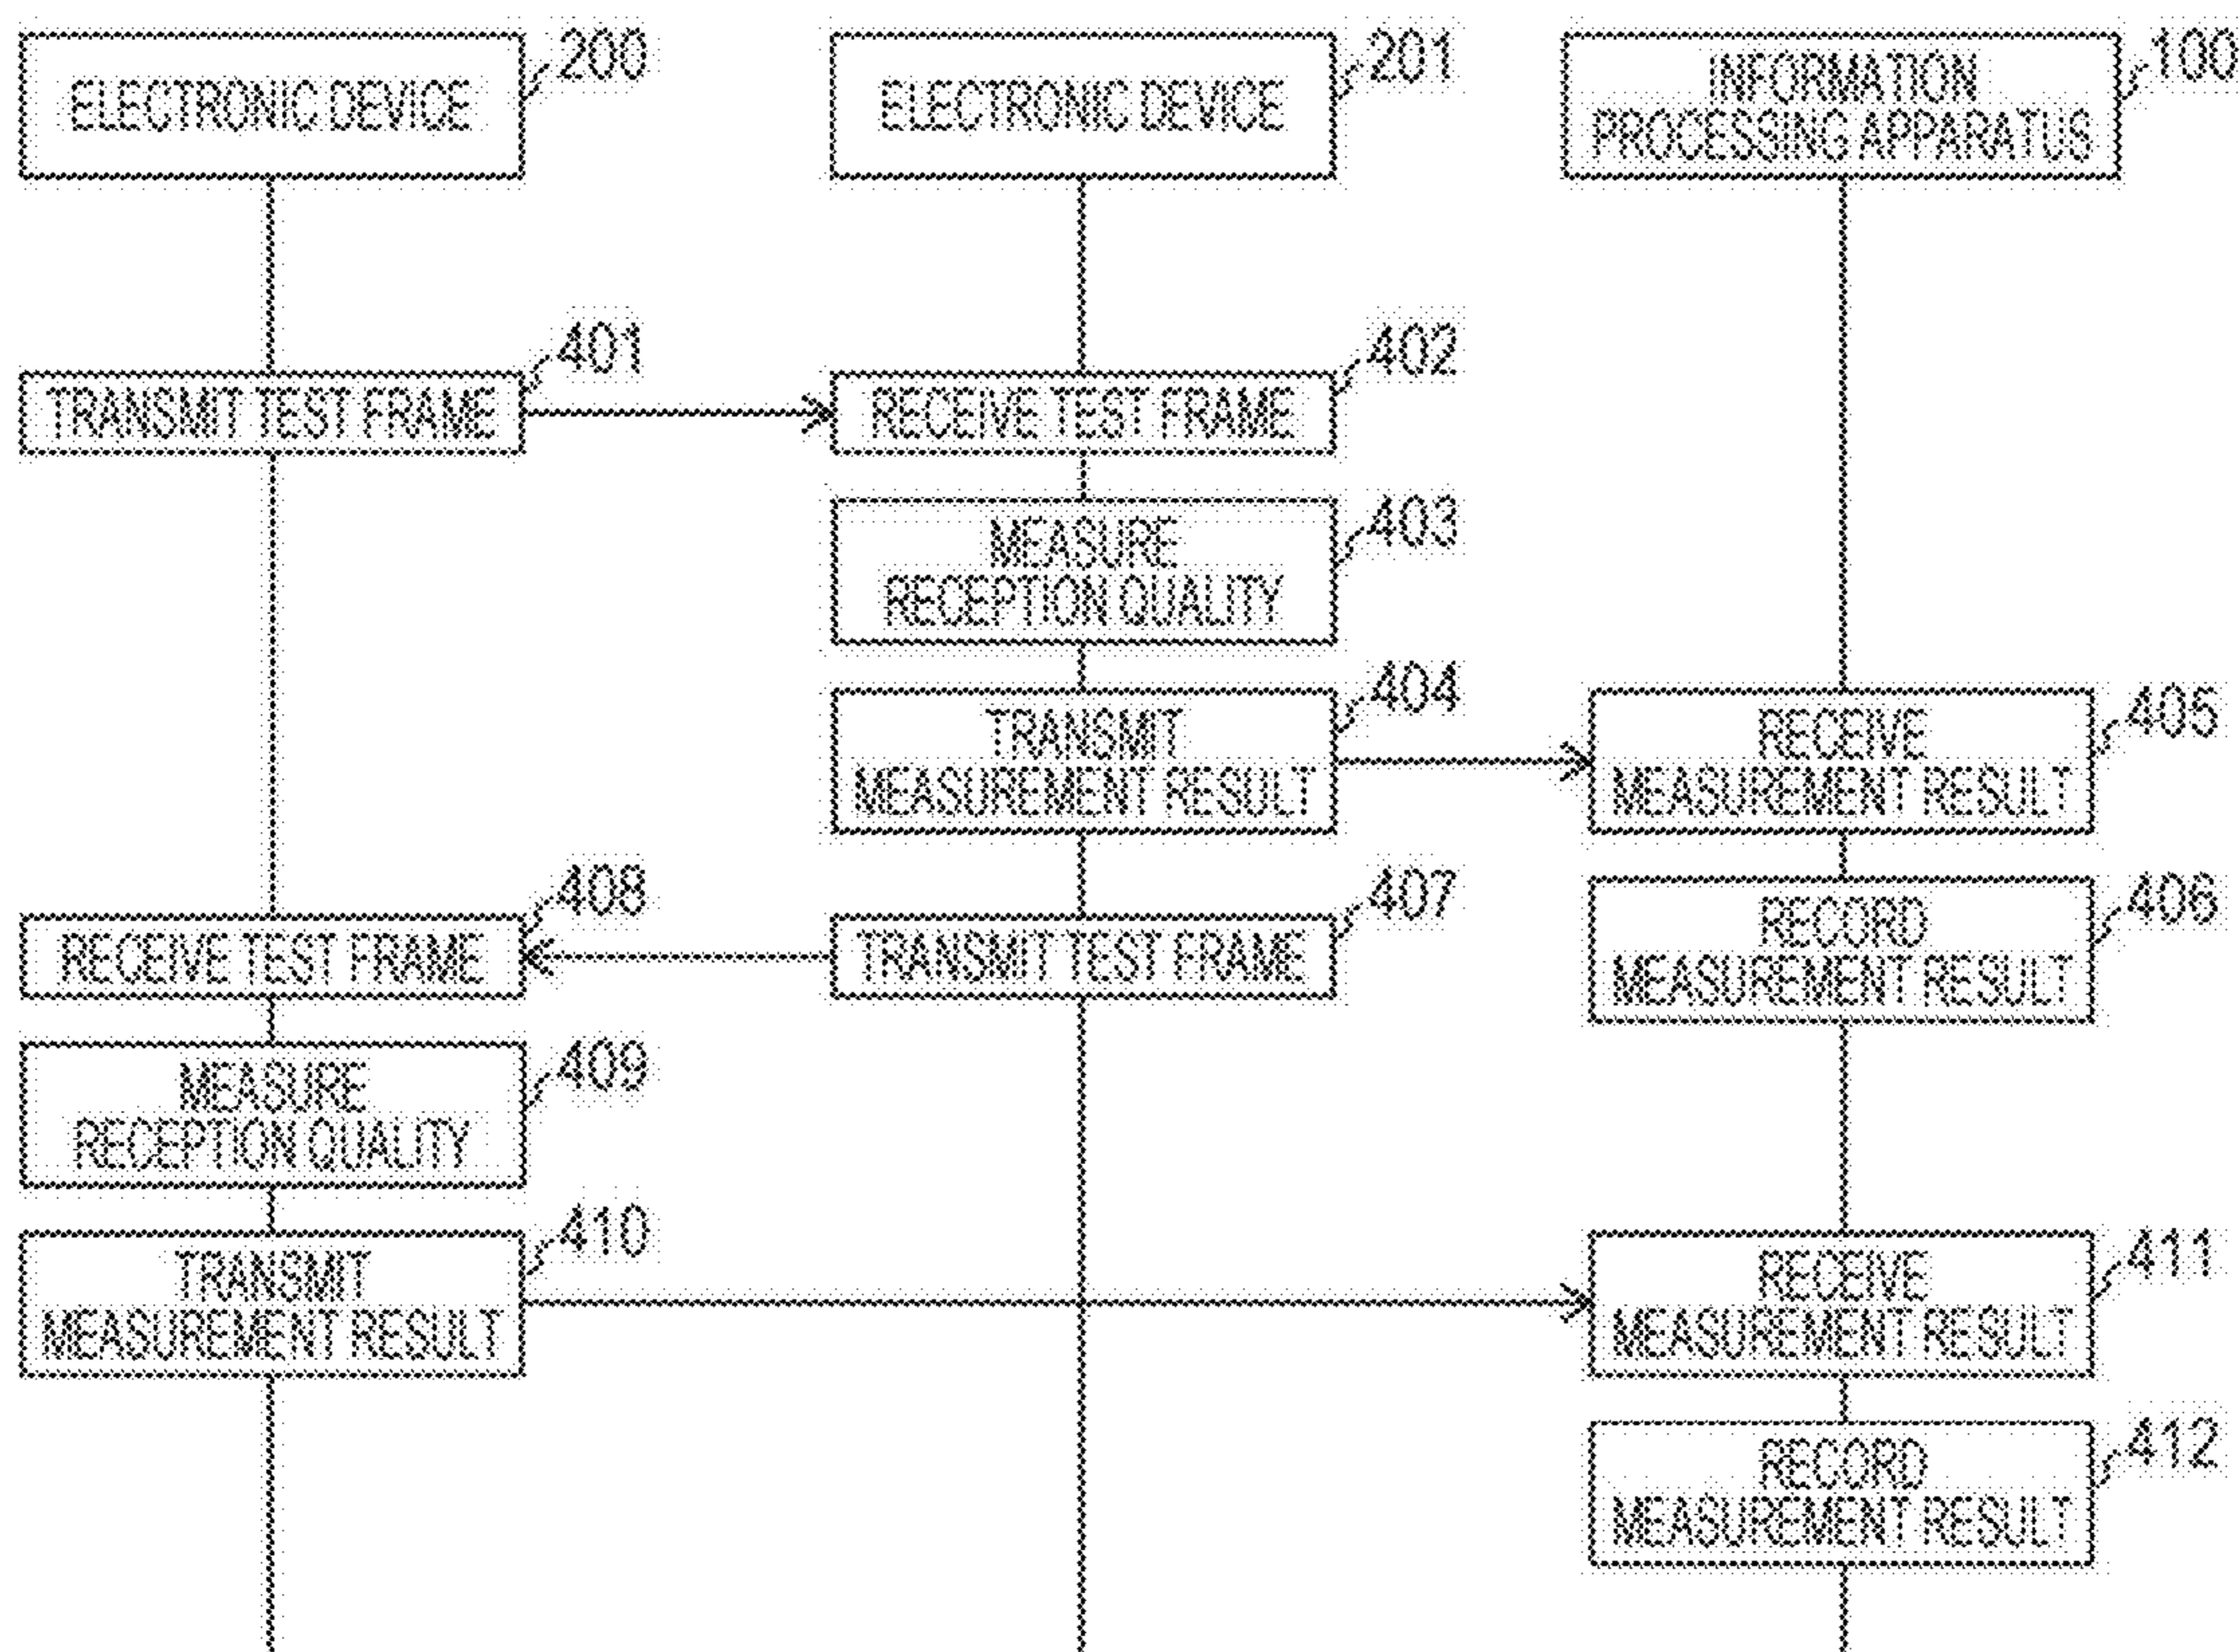 ELECTRONIC DEVICE
200
ELECTRONIC DEVICE
201
INFORMATION
PROCESSING APPARATUS
100
TRANSMIT TEST FRAME
401
RECEIVE TEST FRAME
402
MEASURE
RECEPTION QUALITY
403
TRANSMIT
MEASUREMENT RESULT
404
RECEIVE
MEASUREMENT RESULT
405
RECORD
MEASUREMENT RESULT
406
TRANSMIT TEST FRAME
407
RECEIVE TEST FRAME
408
MEASURE
RECEPTION QUALITY
409
TRANSMIT
MEASUREMENT RESULT
410
RECEIVE
MEASUREMENT RESULT
411
RECORD
MEASUREMENT RESULT
412